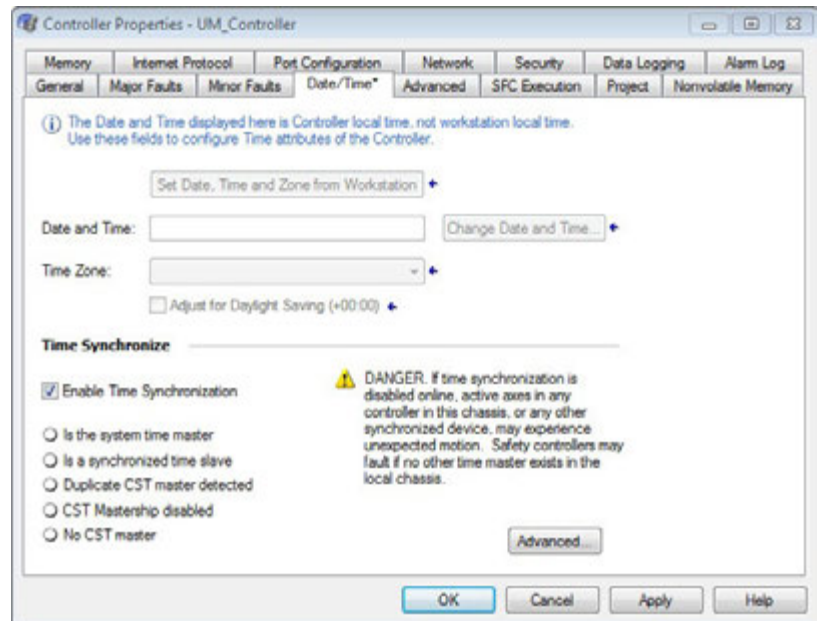 Controller Properties - UM_Controller
Memory Internet Protocol Port Configuration Network Security Data Logging Alarm Log
General Major Faults Minor Faults Date/Time* Advanced SFC Execution Project Nonvolatile Memory
The Date and Time displayed here is Controller local time, not workstation local time.
Use these fields to configure Time attributes of the Controller.
Set Date, Time and Zone from Workstation
Date and Time: Change Date and Time...
Time Zone:
Adjust for Daylight Saving (+00:00)
Time Synchronize
Enable Time Synchronization
Is the system time master
Is a synchronized time slave
Duplicate CST master detected
CST Mastership disabled
No CST master
DANGER. If time synchronization is
disabled online, active axes in any
controller in this chassis, or any other
synchronized device, may experience
unexpected motion. Safety controllers may
fault if no other time master exists in the
local chassis.
Advanced...
OK Cancel Apply Help